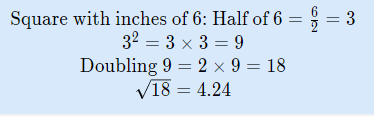 Square with inches of 6: Half of 6 = 6/2 = 3
3² = 3 × 3 = 9
Doubling 9 = 2 × 9 = 18
√18 = 4.24